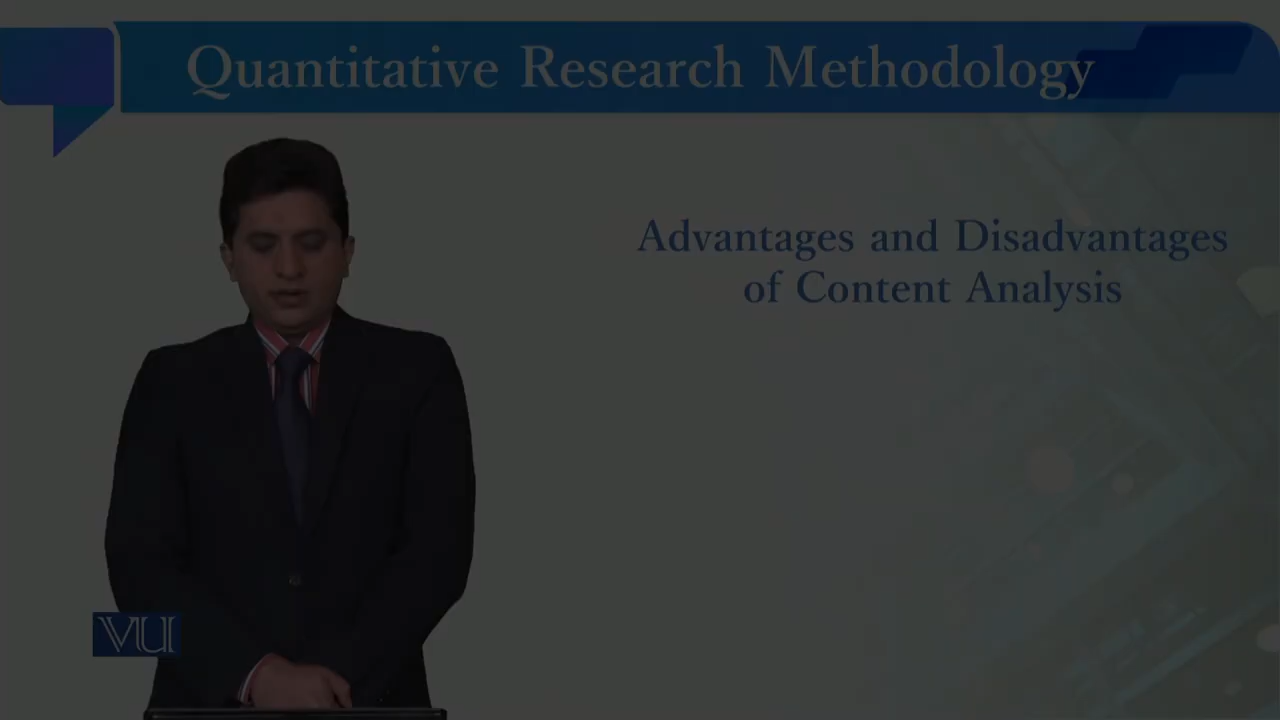 Quantitative Research Methodology
Advantages and Disadvantages
of Content Analysis
VU